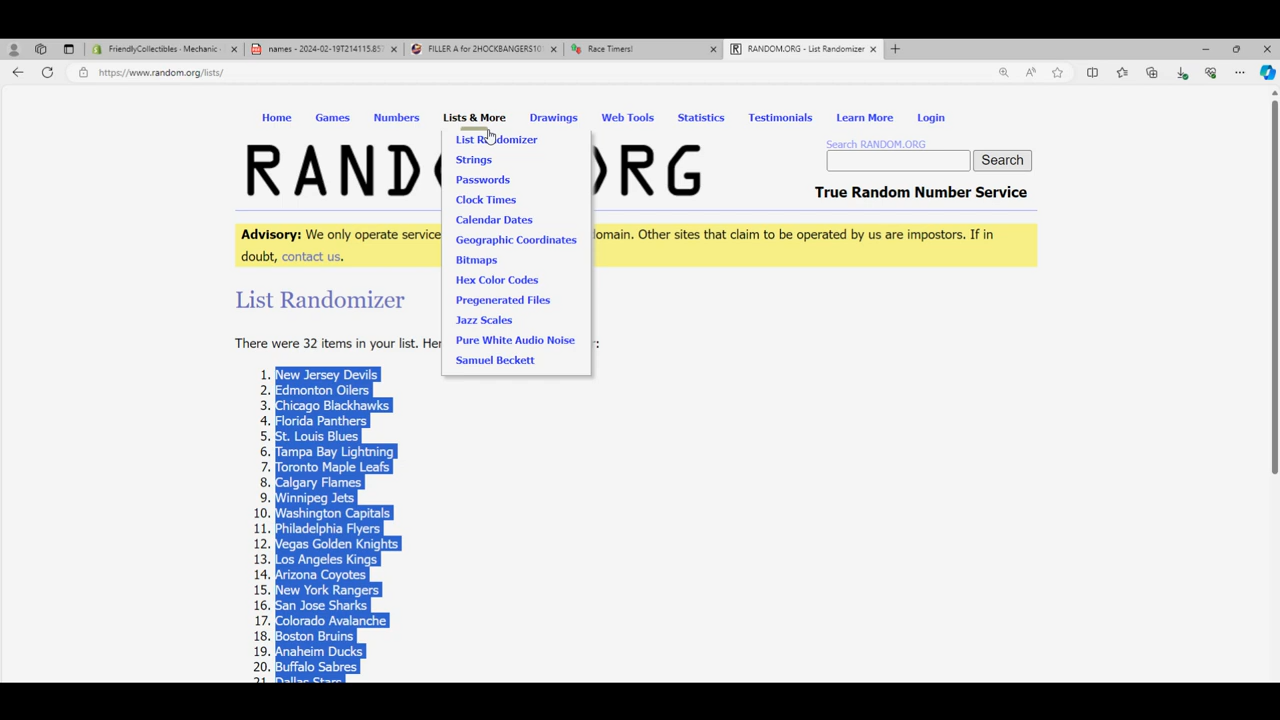 FriendlyCollectibles - Mechanic -
names - 2024-02-19T214115.857
FILLER A for 2HOCKBANGERS10
Race Timers!
RANDOM.ORG - List Randomizer
https://www.random.org/lists/
Home Games Numbers Lists & More Drawings Web Tools Statistics Testimonials Learn More Login
List Randomizer
Strings
Passwords
Clock Times
Calendar Dates
Geographic Coordinates
Bitmaps
Hex Color Codes
Pregenerated Files
Jazz Scales
Pure White Audio Noise
Samuel Beckett
Search RANDOM.ORG
Search
True Random Number Service
Advisory: We only operate service domain. Other sites that claim to be operated by us are impostors. If in
doubt, contact us.
List Randomizer
There were 32 items in your list. Her r:
1. New Jersey Devils
2. Edmonton Oilers
3. Chicago Blackhawks
4. Florida Panthers
5. St. Louis Blues
6. Tampa Bay Lightning
7. Toronto Maple Leafs
8. Calgary Flames
9. Winnipeg Jets
10. Washington Capitals
11. Philadelphia Flyers
12. Vegas Golden Knights
13. Los Angeles Kings
14. Arizona Coyotes
15. New York Rangers
16. San Jose Sharks
17. Colorado Avalanche
18. Boston Bruins
19. Anaheim Ducks
20. Buffalo Sabres
21. Dallas Stars